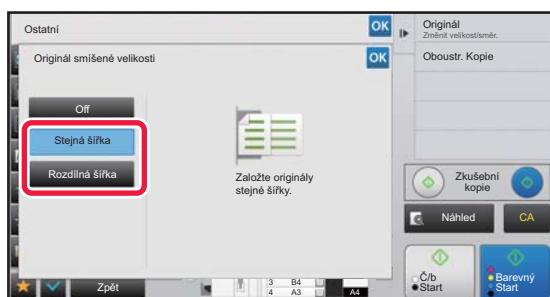 Ostatní
OK
Originál smíšené velikosti
OK
Off
Stejná šířka
Rozdílná šířka
Založte originály
stejné šířky.
Zpět
3 B4
4 A3
A4
Originál
Změnit velikost/směr.
Oboustr. Kopie
Zkušební
kopie
Náhled
CA
Č/b
Start
Barevný
Start